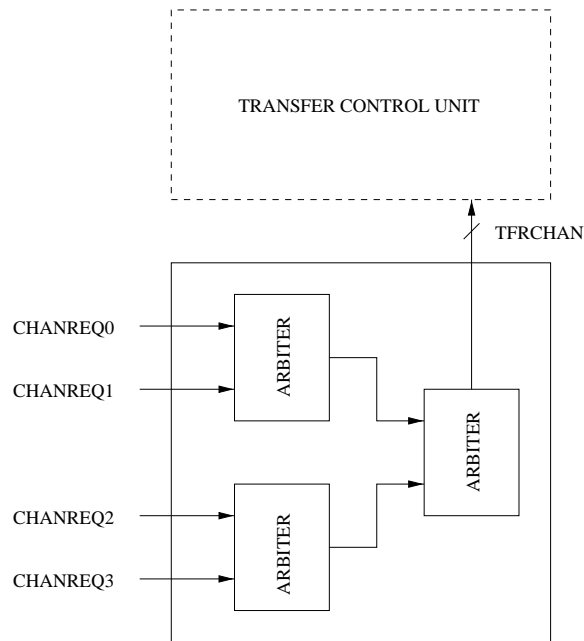 TRANSFER CONTROL UNIT
TFRCHAN
CHANREQ0
ARBITER
CHANREQ1
ARBITER
CHANREQ2
ARBITER
CHANREQ3